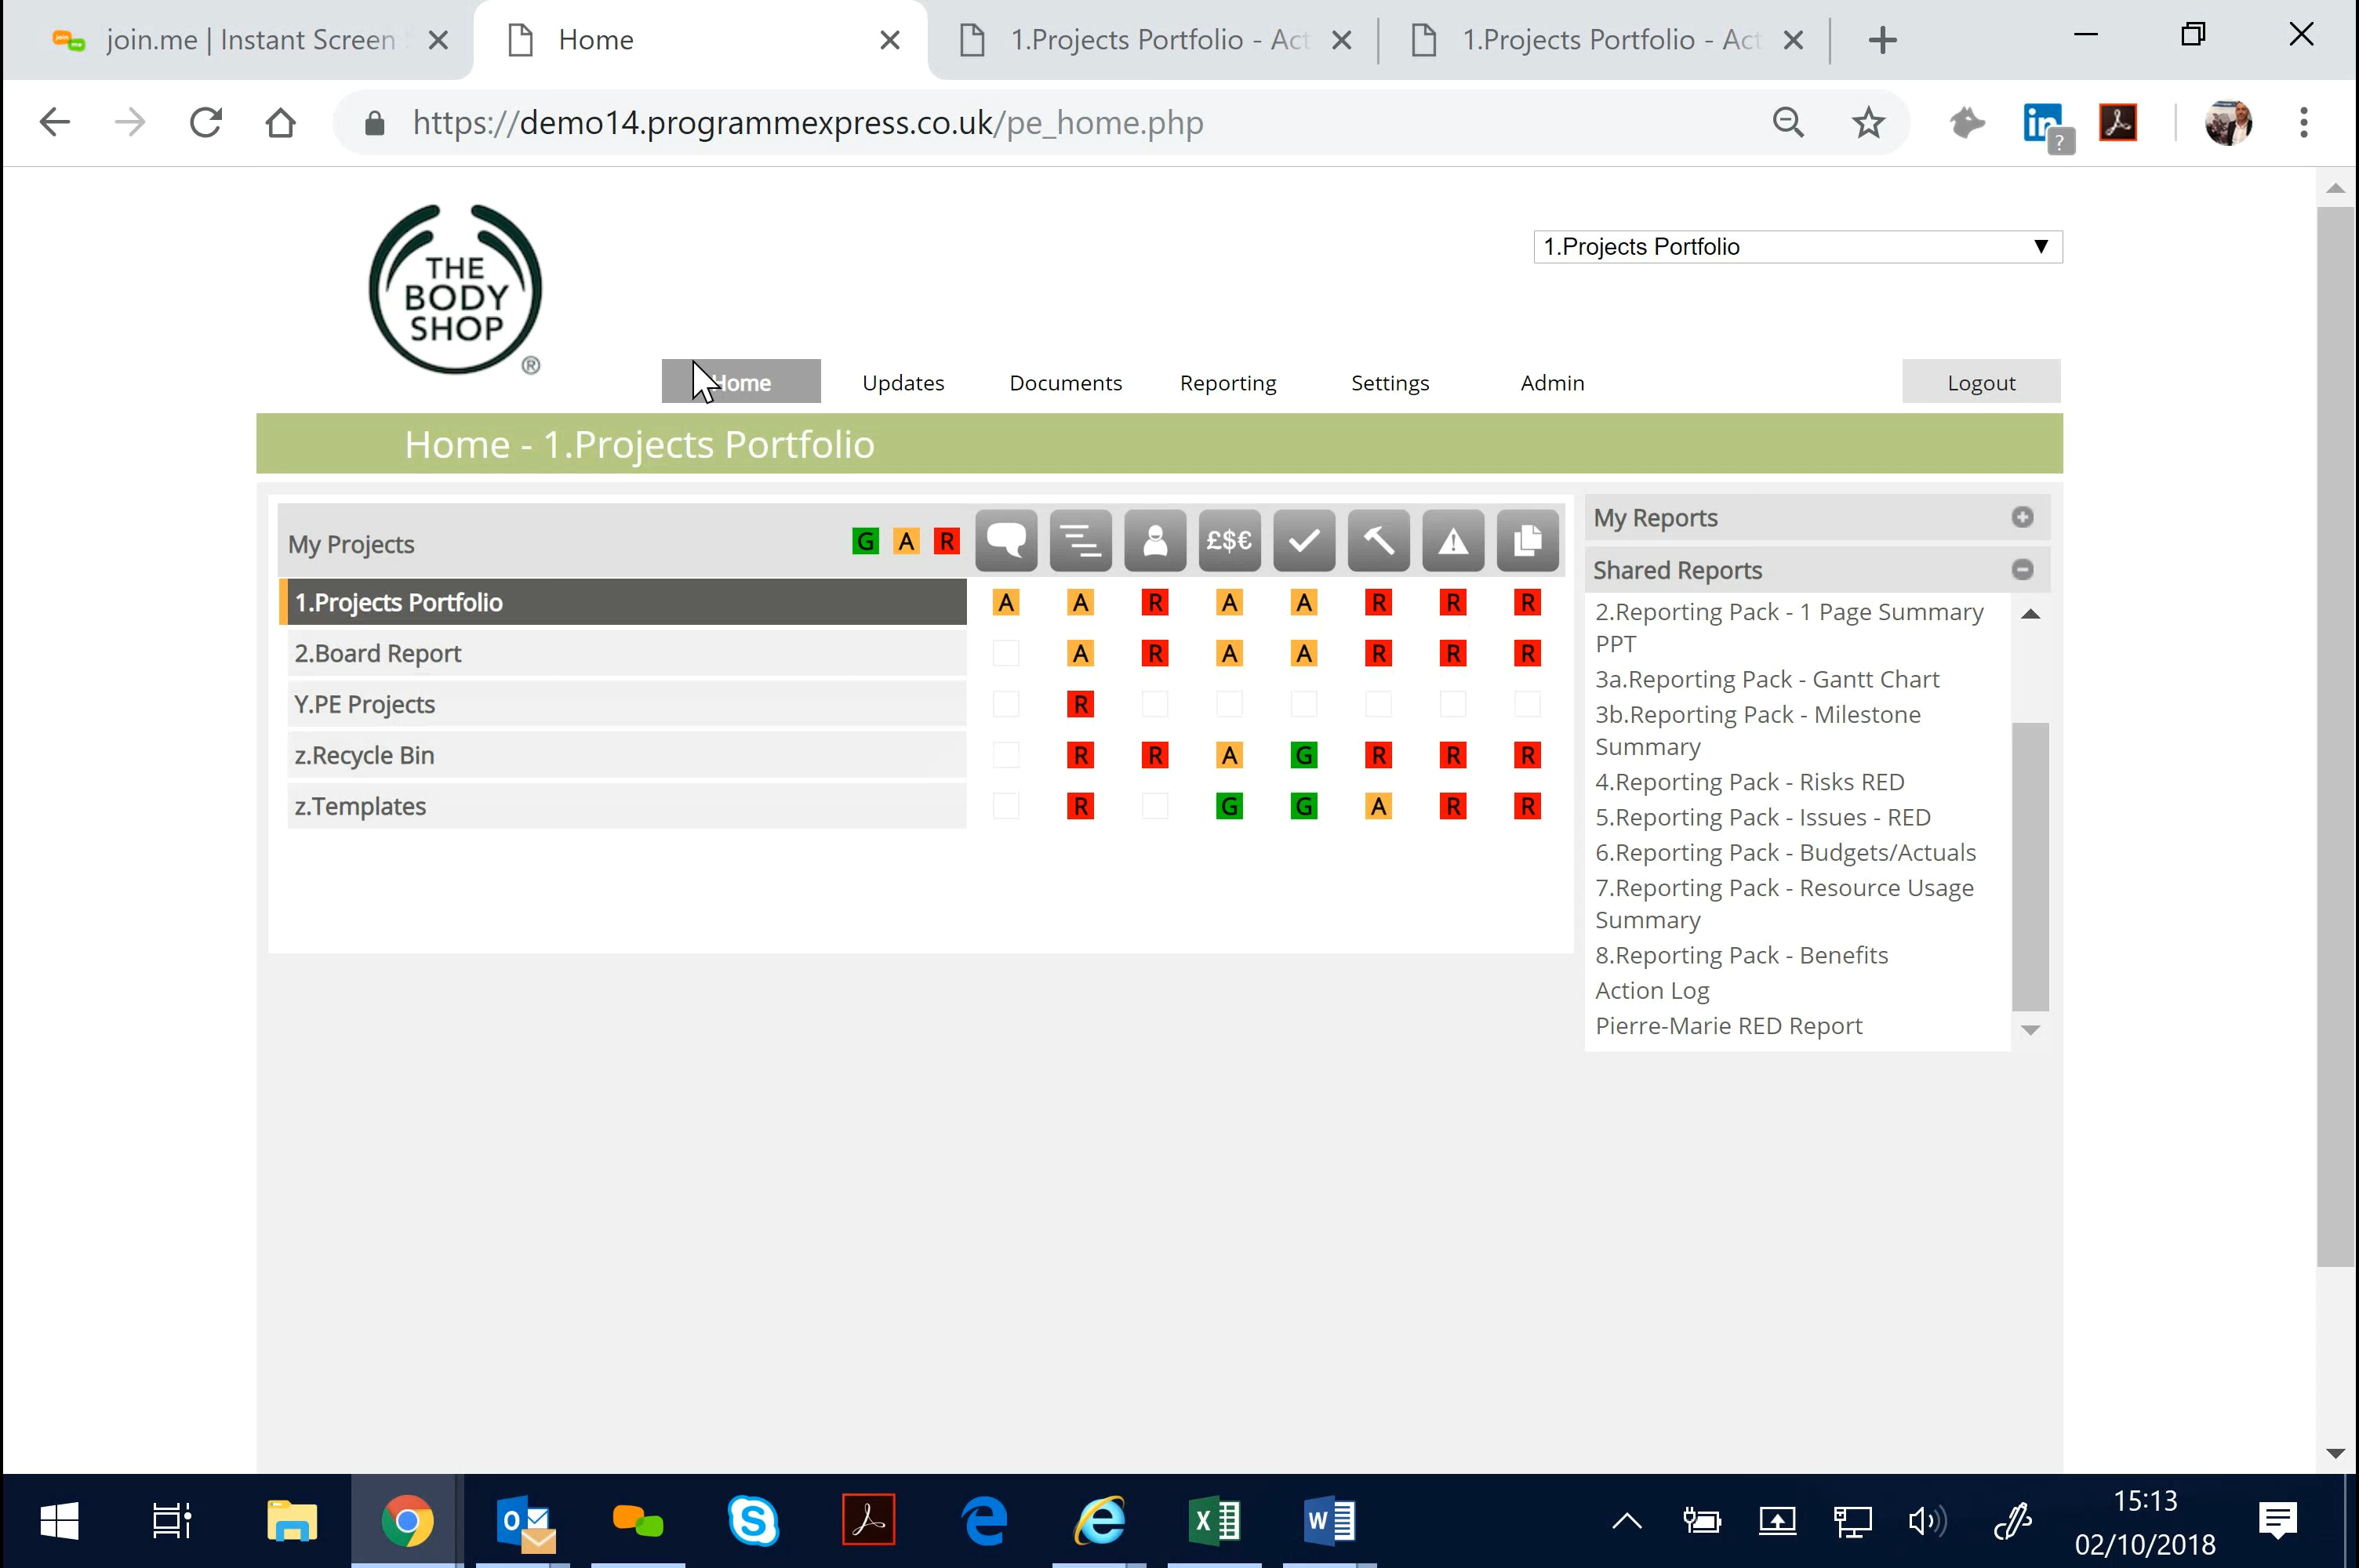 join.me | Instant Screen
Home
1.Projects Portfolio - Act
1.Projects Portfolio - Act
https://demo14.programmexpress.co.uk/pe_home.php
in
?
THE
BODY
SHOP
®
1.Projects Portfolio
Home
Updates
Documents
Reporting
Settings
Admin
Logout
Home - 1.Projects Portfolio
My Projects G A R £$€
1.Projects Portfolio A A R A A R R R
2.Board Report A R A A R R R
Y.PE Projects R
z.Recycle Bin R R A G R R R
z.Templates R G G A R R
My Reports
Shared Reports
2.Reporting Pack - 1 Page Summary
PPT
3a.Reporting Pack - Gantt Chart
3b.Reporting Pack - Milestone
Summary
4.Reporting Pack - Risks RED
5.Reporting Pack - Issues - RED
6.Reporting Pack - Budgets/Actuals
7.Reporting Pack - Resource Usage
Summary
8.Reporting Pack - Benefits
Action Log
Pierre-Marie RED Report
15:13
02/10/2018